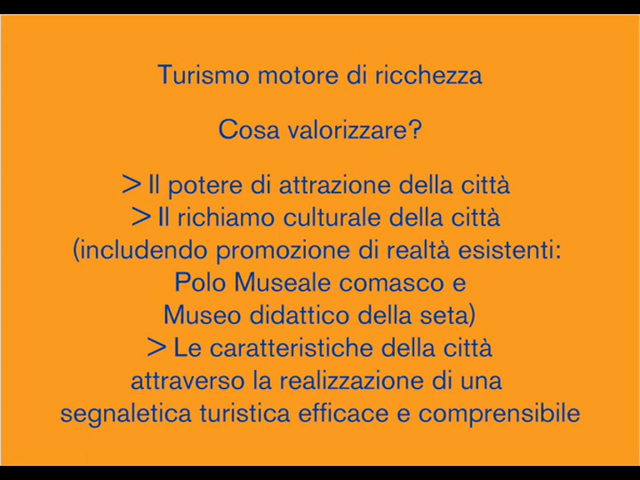 Turismo motore di ricchezza
Cosa valorizzare?
> Il potere di attrazione della città
> Il richiamo culturale della città
(includendo promozione di realtà esistenti:
Polo Museale comasco e
Museo didattico della seta)
> Le caratteristiche della città
attraverso la realizzazione di una
segnaletica turistica efficace e comprensibile